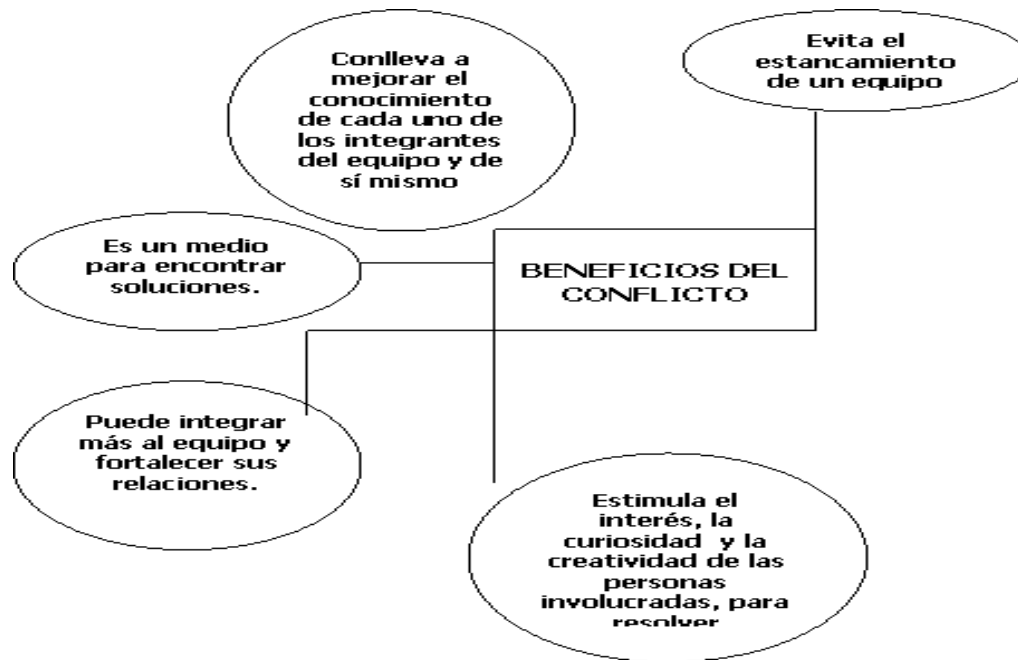 Conlleva a
mejorar el
conocimiento
de cada uno de
los integrantes
del equipo y de
sí mismo
Evita el
estancamiento
de un equipo
Es un medio
para encontrar
soluciones.
BENEFICIOS DEL
CONFLICTO
Puede integrar
más al equipo y
fortalecer sus
relaciones.
Estimula el
interés, la
curiosidad y la
creatividad de las
personas
involucradas, para
resolver